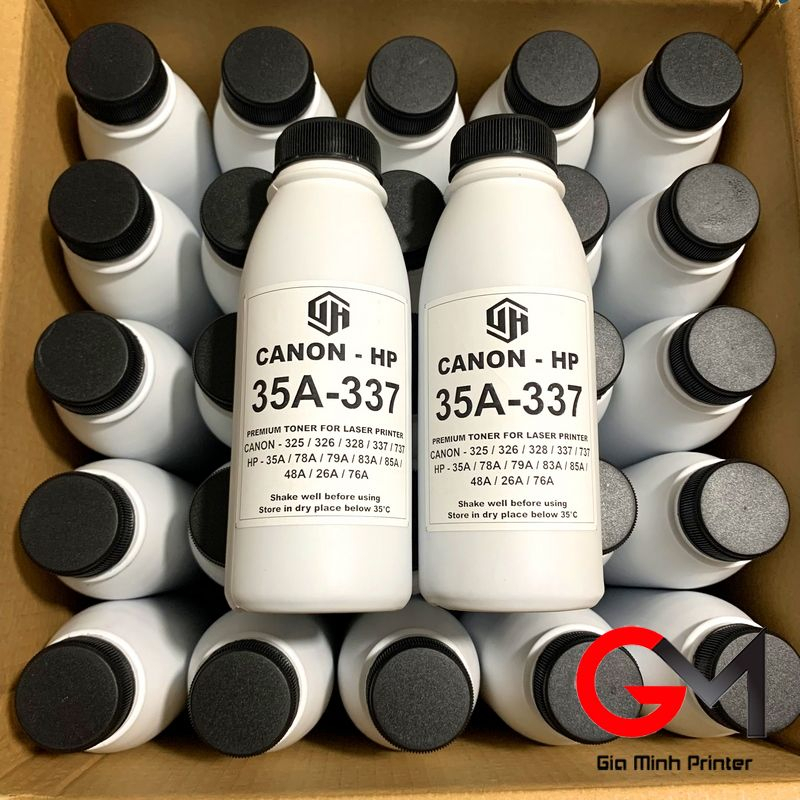 CANON - HP
35A-337
PREMIUM TONER FOR LASER PRINTER
CANON - 325 / 326 / 328 / 337 / 737
HP - 35A / 78A / 79A / 83A / 85A /
48A / 26A / 76A
Shake well before using
Store in dry place below 35°C
CANON - HP
35A-337
PREMIUM TONER FOR LASER PRINTER
CANON - 325 / 326 / 328 / 337 / 737
HP - 35A / 78A / 79A / 83A / 85A /
48A / 26A / 76A
Shake well before using
Store in dry place below 35°C
GM
Gia Minh Printer